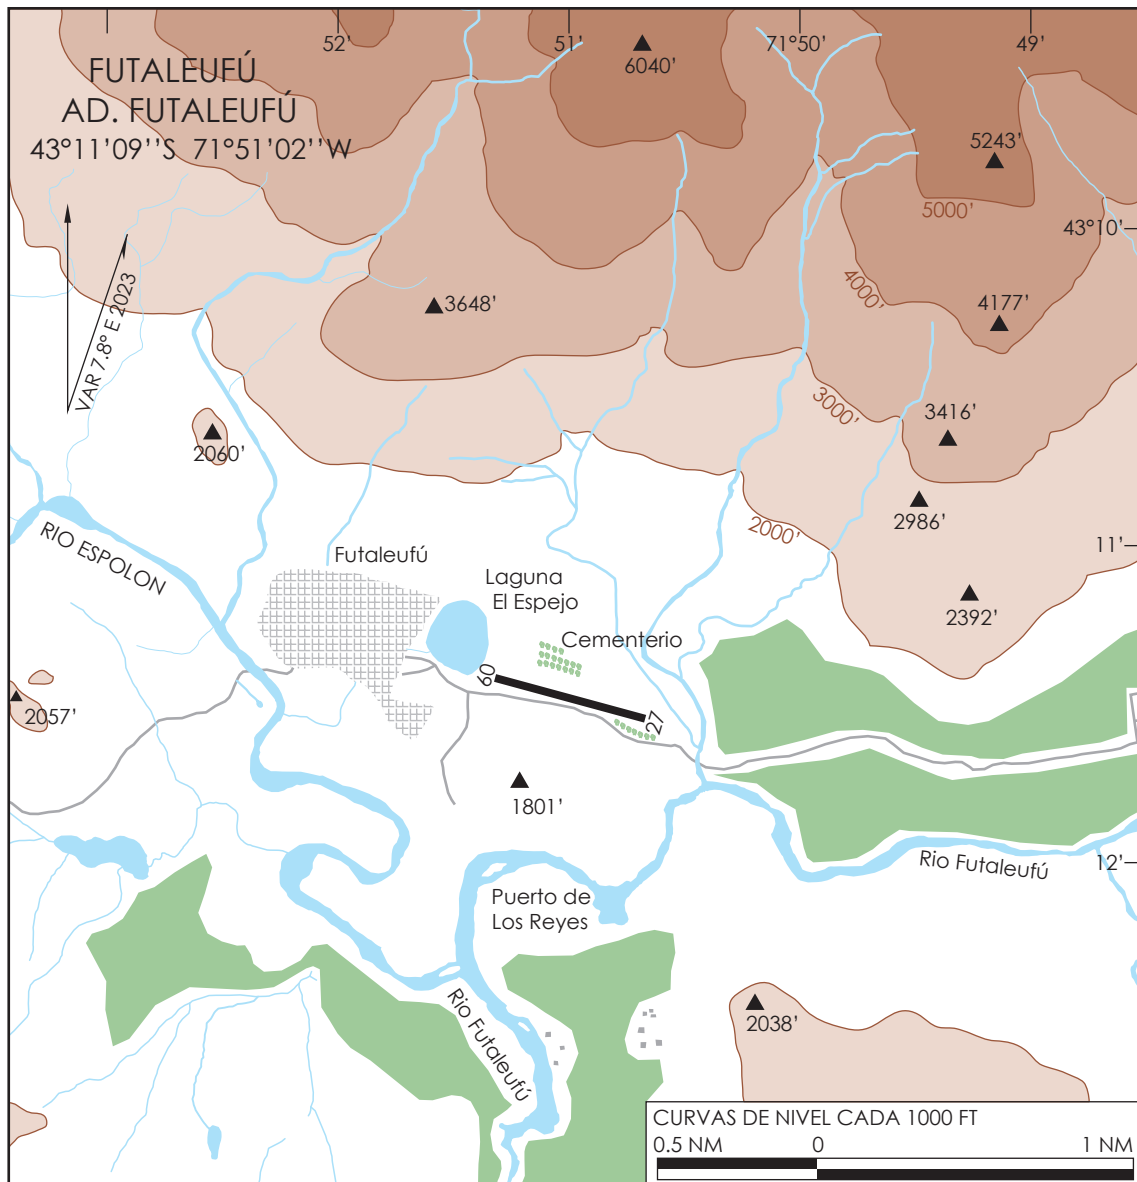 52'
51'
71°50'
49'
FUTALEUFÚ
AD. FUTALEUFÚ
43°11'09''S 71°51'02''W
6040'
5243'
5000'
43°10'
VAR 7.8° E 2023
3648'
4000'
4177'
3000'
3416'
2060'
2986'
2000'
RIO ESPOLON
11'
Futaleufú
Laguna
El Espejo
2392'
Cementerio
09
27
2057'
1801'
Rio Futaleufú
12'
Puerto de
Los Reyes
Rio Futaleufú
2038'
CURVAS DE NIVEL CADA 1000 FT
0.5 NM 0 1 NM